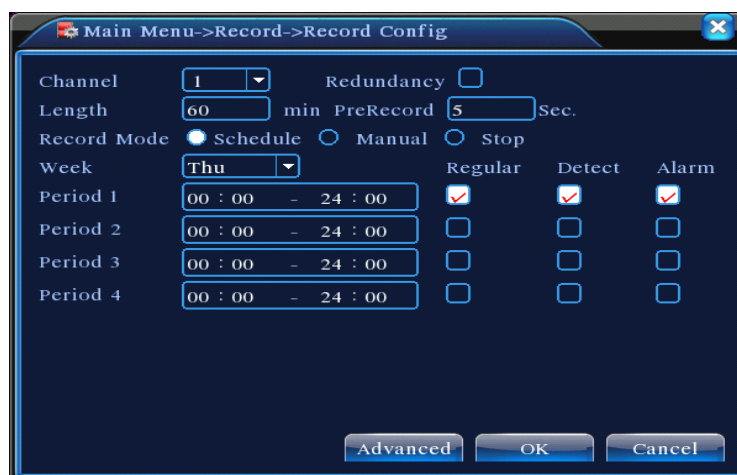 Main Menu->Record->Record Config
Channel 1 Redundancy
Length 60 min PreRecord 5 Sec.
Record Mode Schedule Manual Stop
Week Thu Regular Detect Alarm
Period 1 00 : 00 - 24 : 00
Period 2 00 : 00 - 24 : 00
Period 3 00 : 00 - 24 : 00
Period 4 00 : 00 - 24 : 00
Advanced OK Cancel